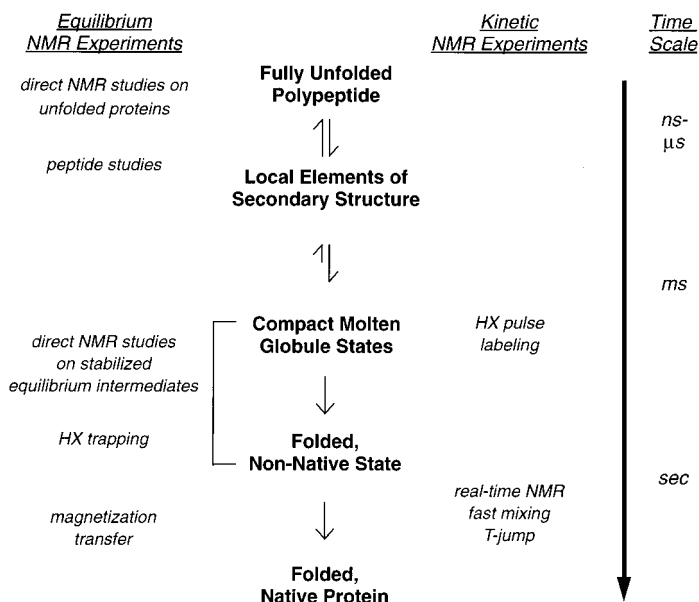 Equilibrium
NMR Experiments
Kinetic
NMR Experiments
Time
Scale
direct NMR studies on
unfolded proteins
Fully Unfolded
Polypeptide
ns-
µs
peptide studies
Local Elements of
Secondary Structure
ms
direct NMR studies
on stabilized
equilibrium intermediates
Compact Molten
Globule States
HX pulse
labeling
HX trapping
Folded,
Non-Native State
sec
magnetization
transfer
real-time NMR
fast mixing
T-jump
Folded,
Native Protein